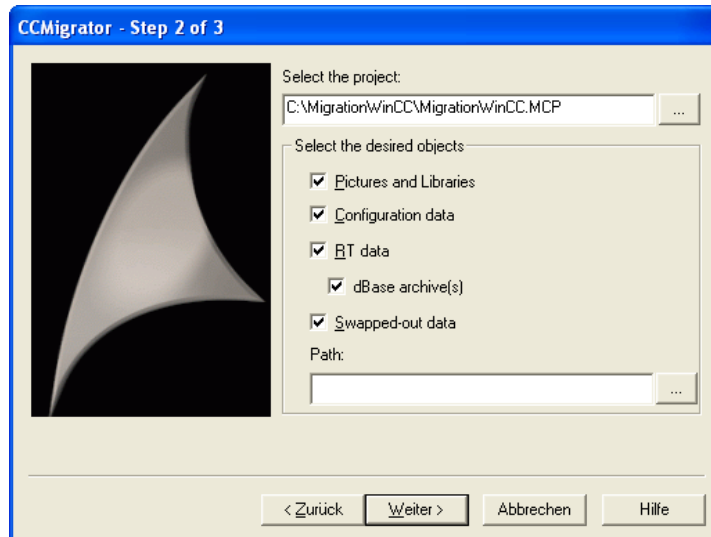 CCMigrator - Step 2 of 3
Select the project:
C:\MigrationWinCC\MigrationWinCC.MCP
...
Select the desired objects
Pictures and Libraries
Configuration data
RT data
dBase archive(s)
Swapped-out data
Path:
...
< Zurück Weiter > Abbrechen Hilfe